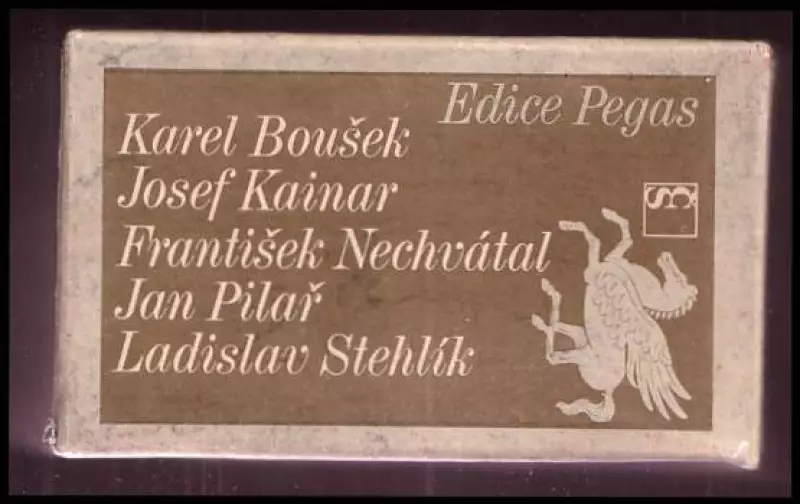 Edice Pegas
Karel Boušek
Josef Kainar
František Nechvátal
Jan Pilař
Ladislav Stehlík